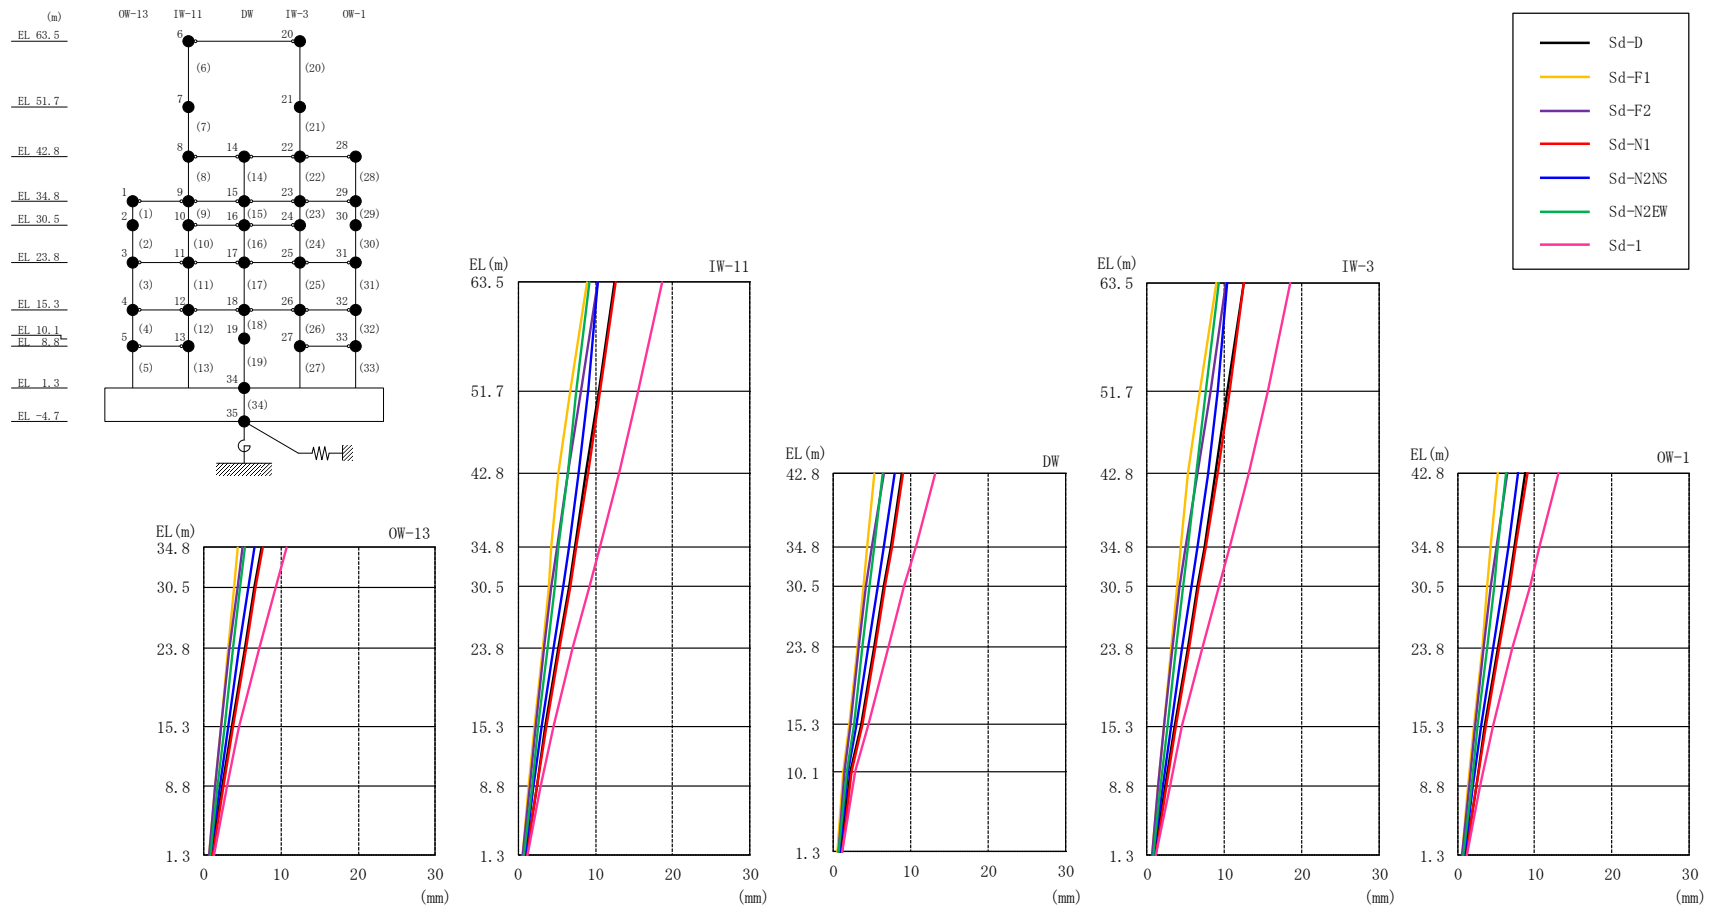 (m) OW-13 IW-11 DW IW-3 OW-1
EL 63.5 6 20
(6) (20)
EL 51.7 7 21
(7) (21)
EL 42.8 8 14 22 28
(8) (14) (22) (28)
EL 34.8 1 9 15 23 29
(1) (9) (15) (23) (29)
EL 30.5 2 10 16 24 30
(2) (10) (16) (24) (30)
EL 23.8 3 11 17 25 31
(3) (11) (17) (25) (31)
EL 15.3 4 12 18 26 32
(4) (12) (18) (26) (32)
EL 10.1 19
EL 8.8 5 13 27 33
(5) (13) (19) (27) (33)
EL 1.3 34
(34)
EL -4.7 35
Sd-D
Sd-F1
Sd-F2
Sd-N1
Sd-N2NS
Sd-N2EW
Sd-1
EL(m) OW-13
34.8
30.5
23.8
15.3
8.8
1.3
0 10 20 30
(mm)
EL(m) IW-11
63.5
51.7
42.8
34.8
30.5
23.8
15.3
8.8
1.3
0 10 20 30
(mm)
EL(m) DW
42.8
34.8
30.5
23.8
15.3
10.1
1.3
0 10 20 30
(mm)
EL(m) IW-3
63.5
51.7
42.8
34.8
30.5
23.8
15.3
8.8
1.3
0 10 20 30
(mm)
EL(m) OW-1
42.8
34.8
30.5
23.8
15.3
8.8
1.3
0 10 20 30
(mm)